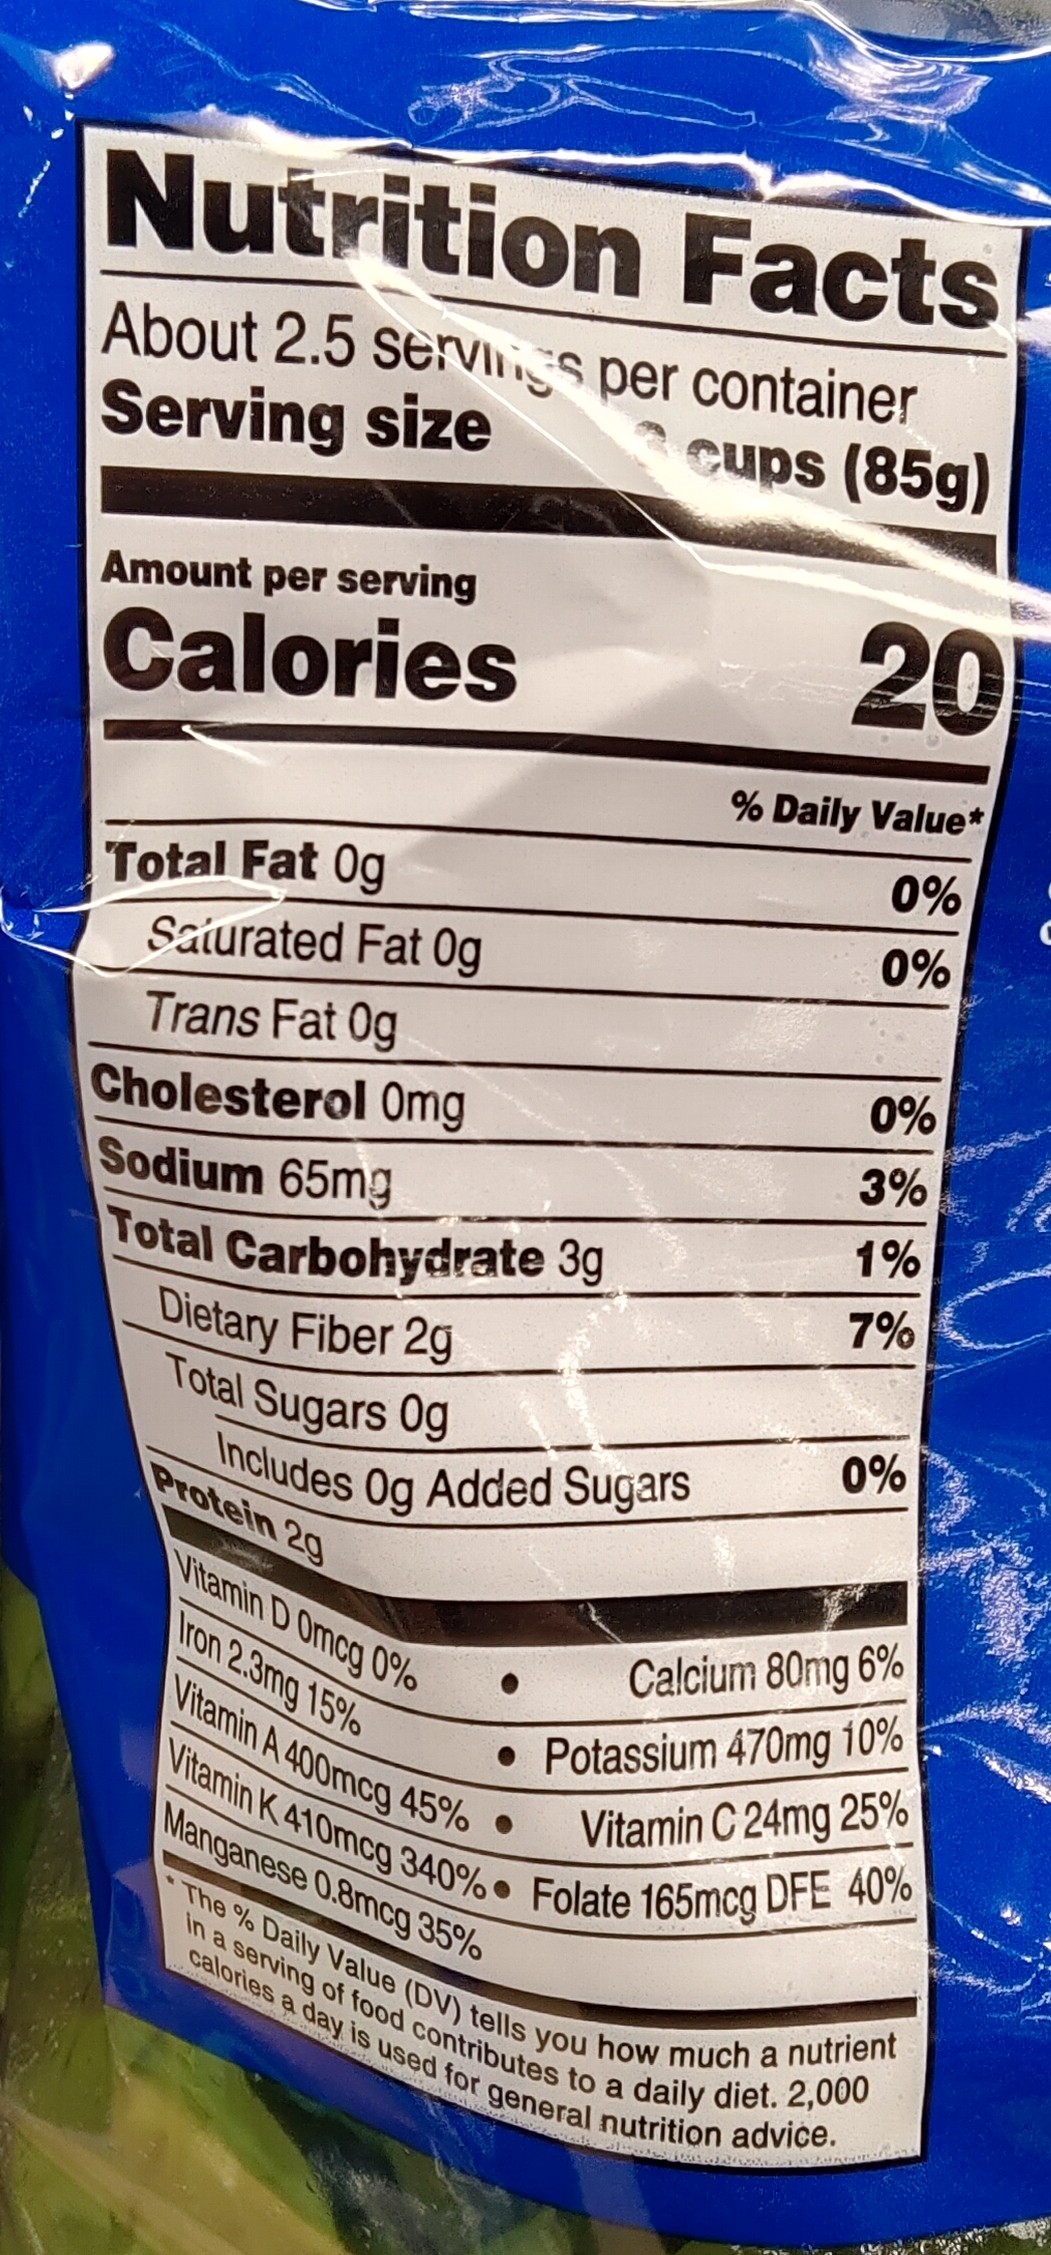 Nutrition Facts
About 2.5 servings per container
Serving size cups (85g)
Amount per serving
Calories 20
% Daily Value*
Total Fat 0g 0%
Saturated Fat 0g 0%
Trans Fat 0g
Cholesterol 0mg 0%
Sodium 65mg 3%
Total Carbohydrate 3g 1%
Dietary Fiber 2g 7%
Total Sugars 0g
Includes 0g Added Sugars 0%
Protein 2g
Vitamin D 0mcg 0% • Calcium 80mg 6%
Iron 2.3mg 15% • Potassium 470mg 10%
Vitamin A 400mcg 45% • Vitamin C 24mg 25%
Vitamin K 410mcg 340% • Folate 165mcg DFE 40%
Manganese 0.8mcg 35%
* The % Daily Value (DV) tells you how much a nutrient
in a serving of food contributes to a daily diet. 2,000
calories a day is used for general nutrition advice.